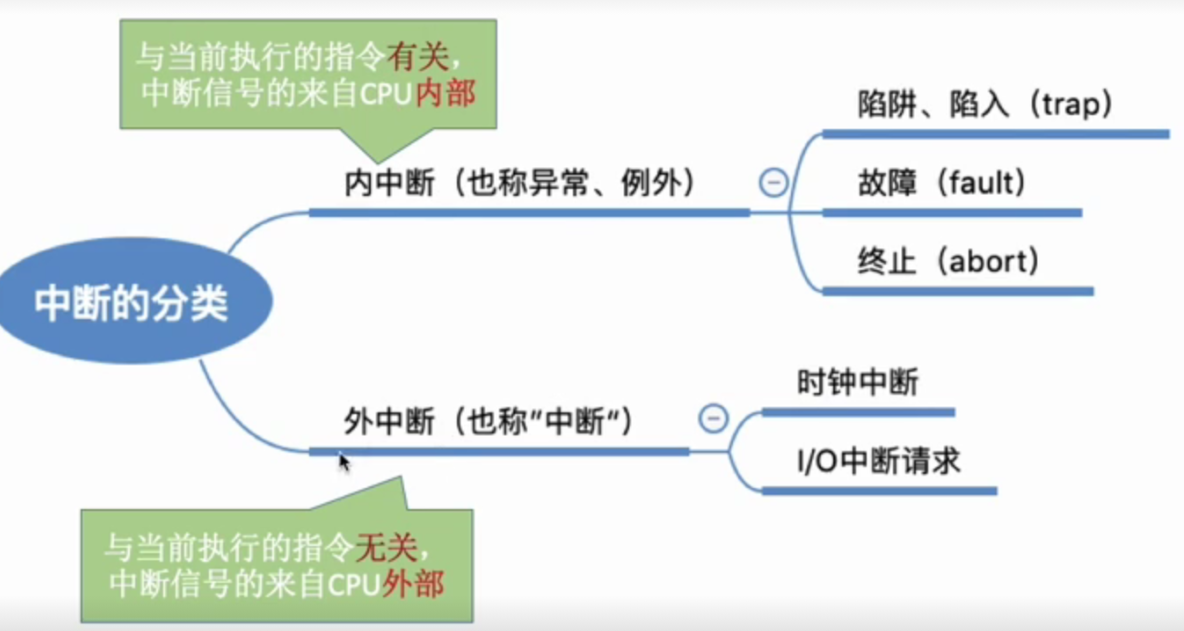 与当前执行的指令有关，
中断信号的来自CPU内部
陷阱、陷入（trap）
内中断（也称异常、例外）
故障（fault）
终止（abort）
中断的分类
时钟中断
外中断（也称”中断“）
I/O中断请求
与当前执行的指令无关，
中断信号的来自CPU外部